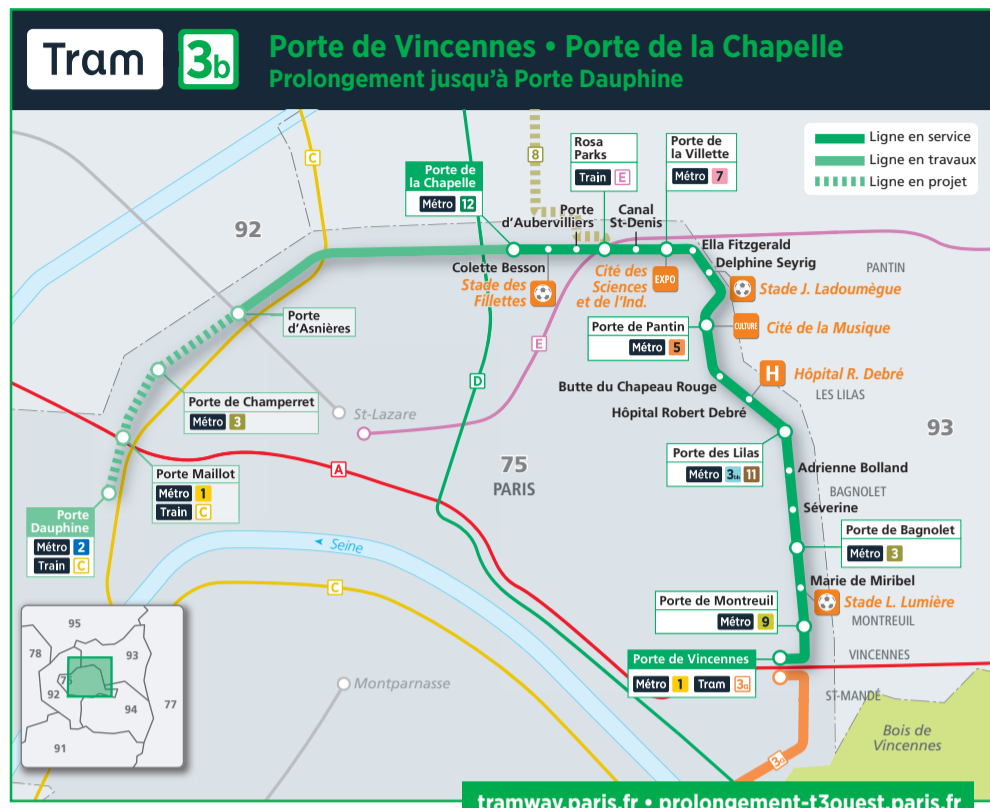 Tram 3b
Porte de Vincennes • Porte de la Chapelle
Prolongement jusqu'à Porte Dauphine
Ligne en service
Ligne en travaux
Ligne en projet
C
8
92
Porte de
la Chapelle
Métro 12
Rosa
Parks
Train E
Porte de
la Villette
Métro 7
Porte
d'Aubervilliers
Canal
St-Denis
Colette Besson
Stade des
Fillettes
Cité des
Sciences
et de l'Ind.
EXPO
Ella Fitzgerald
Delphine Seyrig
PANTIN
Stade J. Ladoumègue
Porte
d'Asnières
Porte de Pantin
Métro 5
CULTURE
Cité de la Musique
E
D
Porte de Champerret
Métro 3
St-Lazare
Butte du Chapeau Rouge
H
Hôpital R. Debré
LES LILAS
Hôpital Robert Debré
93
Porte Maillot
Métro 1
Train C
A
75
PARIS
Porte des Lilas
Métro 3bis 11
Adrienne Bolland
BAGNOLET
Séverine
Porte
Dauphine
Métro 2
Train C
Seine
Porte de Bagnolet
Métro 3
C
Marie de Miribel
Stade L. Lumière
MONTREUIL
Porte de Montreuil
Métro 9
VINCENNES
Porte de Vincennes
Métro 1 Tram 3a
ST-MANDÉ
Montparnasse
Bois de
Vincennes
3a
95
78
93
75
92
94
77
91
tramway.paris.fr • prolongement-t3ouest.paris.fr